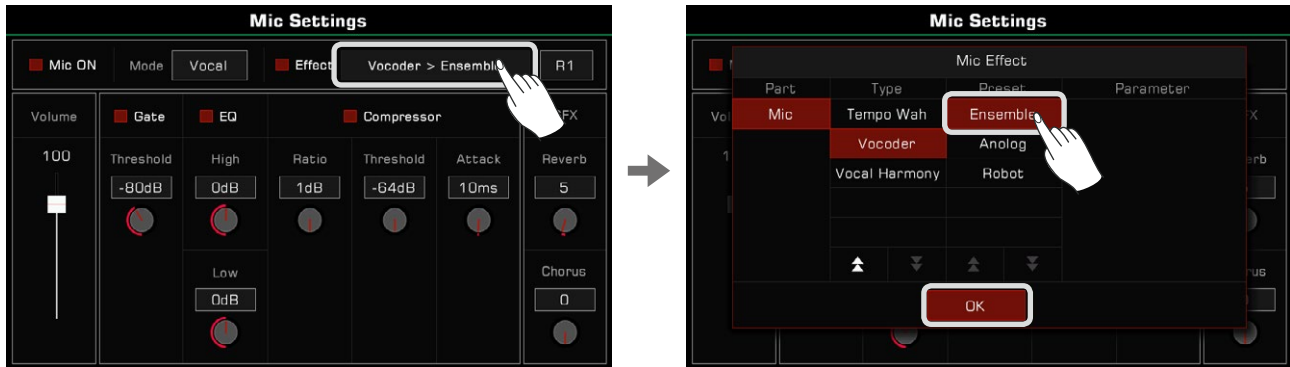 Mic Settings
Mic ON Mode Vocal Effect Vocoder > Ensemble R1
Volume Gate EQ Compressor FX
100 Threshold High Ratio Threshold Attack Reverb
-80dB 0dB 1dB -64dB 10ms 5
Low Chorus
0dB 0
Mic Settings
Mic Effect
Part Type Preset Parameter
Mic Tempo Wah Ensemble
Vocoder Anolog
Vocal Harmony Robot
OK